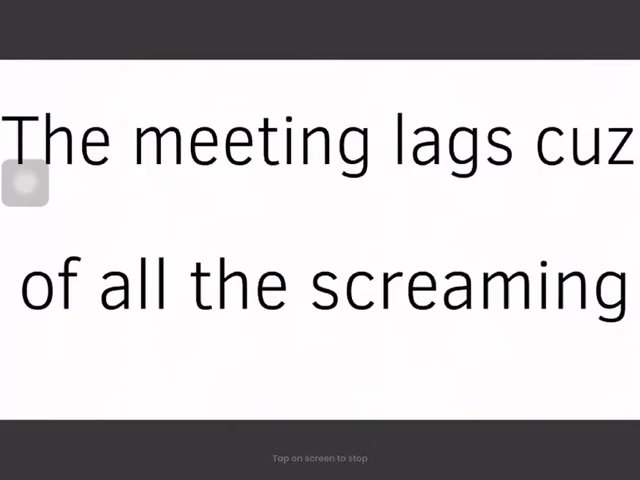 The meeting lags cuz
of all the screaming
Tap on screen to stop